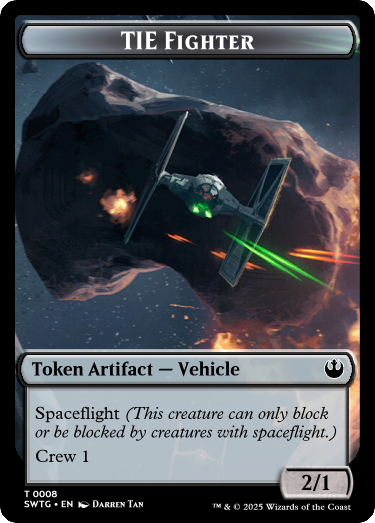 TIE Fighter
Token Artifact — Vehicle
Spaceflight (This creature can only block
or be blocked by creatures with spaceflight.)
Crew 1
2/1
T 0008
SWTG • EN Darren Tan
™ & © 2025 Wizards of the Coast